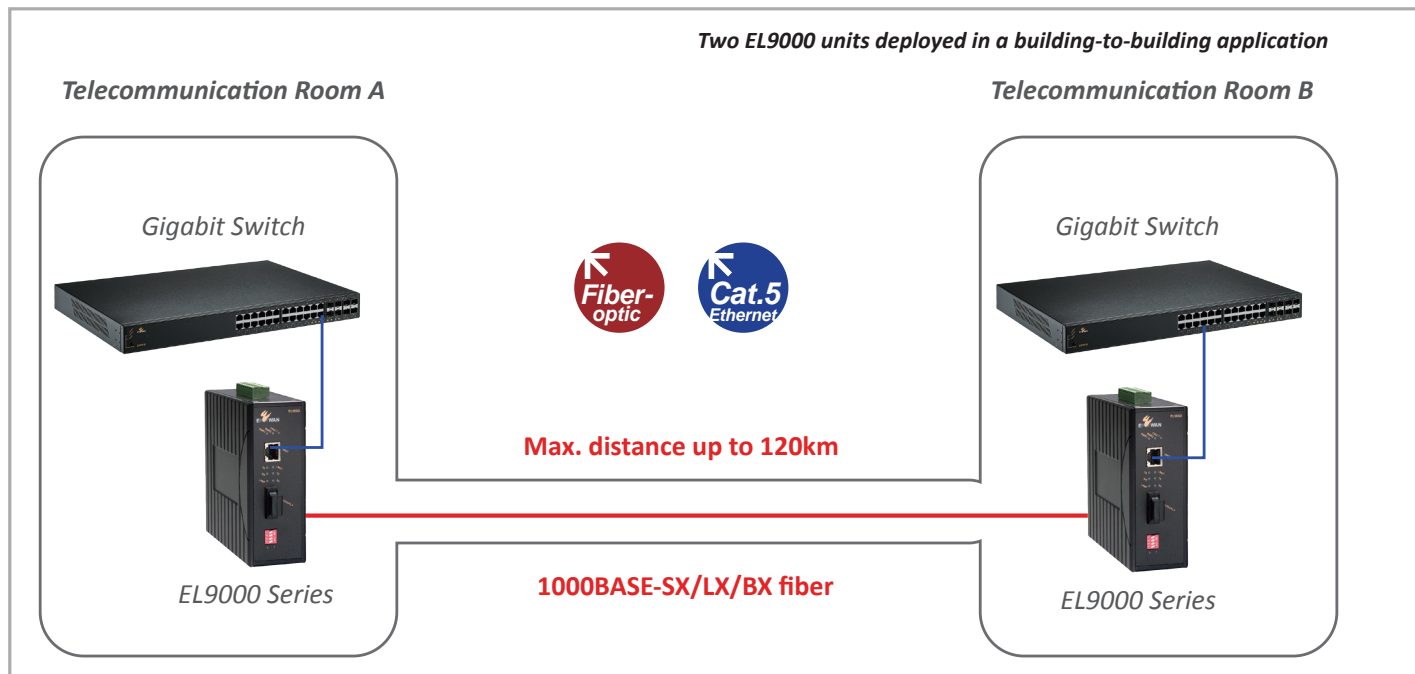 Two EL9000 units deployed in a building-to-building application
Telecommunication Room A
Telecommunication Room B
Gigabit Switch
Gigabit Switch
Fiber-
optic
Cat.5
Ethernet
Max. distance up to 120km
1000BASE-SX/LX/BX fiber
EL9000 Series
EL9000 Series